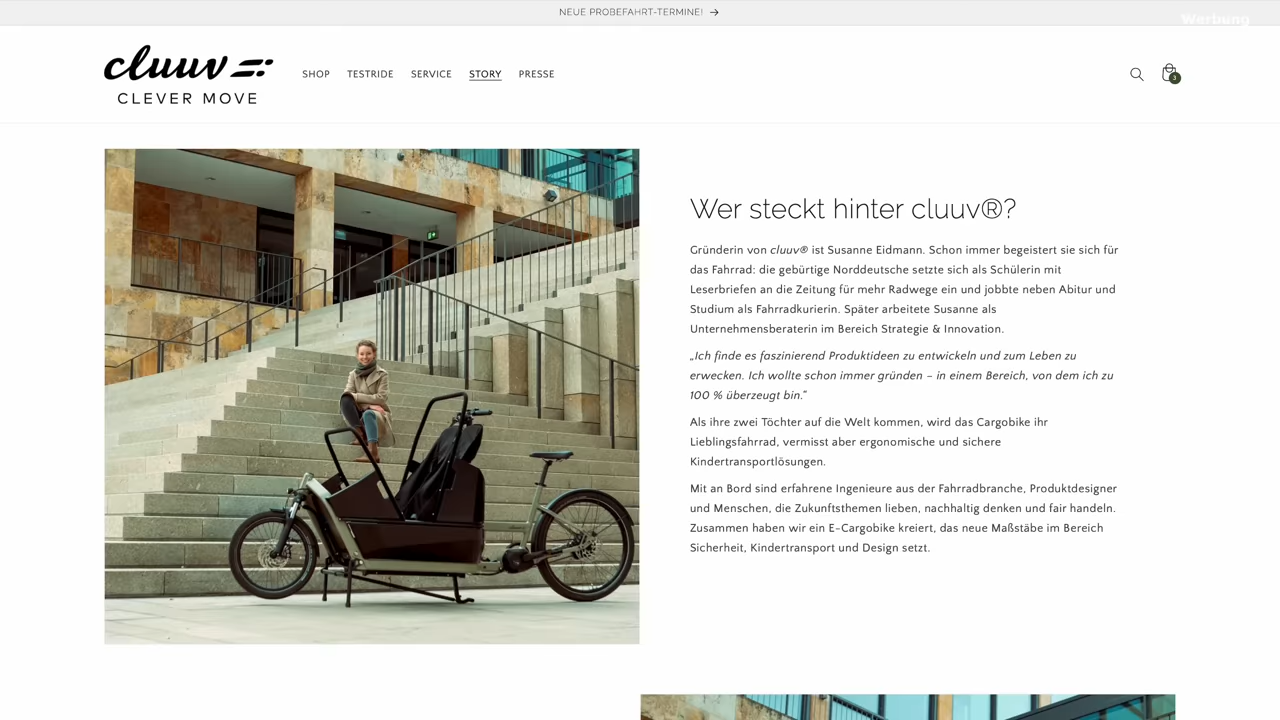 NEUE PROBEFAHRT-TERMINE! →
Werbung
cluuv
CLEVER MOVE
SHOP TESTRIDE SERVICE STORY PRESSE
3
Wer steckt hinter cluuv®?
Gründerin von cluuv® ist Susanne Eidmann. Schon immer begeistert sie sich für
das Fahrrad: die gebürtige Norddeutsche setzte sich als Schülerin mit
Leserbriefen an die Zeitung für mehr Radwege ein und jobbte neben Abitur und
Studium als Fahrradkurierin. Später arbeitete Susanne als
Unternehmensberaterin im Bereich Strategie & Innovation.
„Ich finde es faszinierend Produktideen zu entwickeln und zum Leben zu
erwecken. Ich wollte schon immer gründen – in einem Bereich, von dem ich zu
100 % überzeugt bin.“
Als ihre zwei Töchter auf die Welt kommen, wird das Cargobike ihr
Lieblingsfahrrad, vermisst aber ergonomische und sichere
Kindertransportlösungen.
Mit an Bord sind erfahrene Ingenieure aus der Fahrradbranche, Produktdesigner
und Menschen, die Zukunftsthemen lieben, nachhaltig denken und fair handeln.
Zusammen haben wir ein E-Cargobike kreiert, das neue Maßstäbe im Bereich
Sicherheit, Kindertransport und Design setzt.